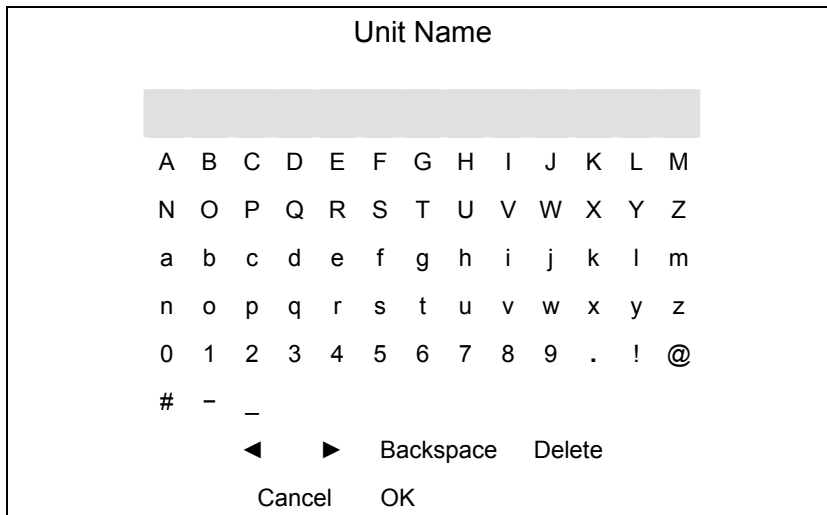 Unit Name
A B C D E F G H I J K L M
N O P Q R S T U V W X Y Z
a b c d e f g h i j k l m
n o p q r s t u v w x y z
0 1 2 3 4 5 6 7 8 9 . ! @
# − _
◄ ► Backspace Delete
Cancel OK